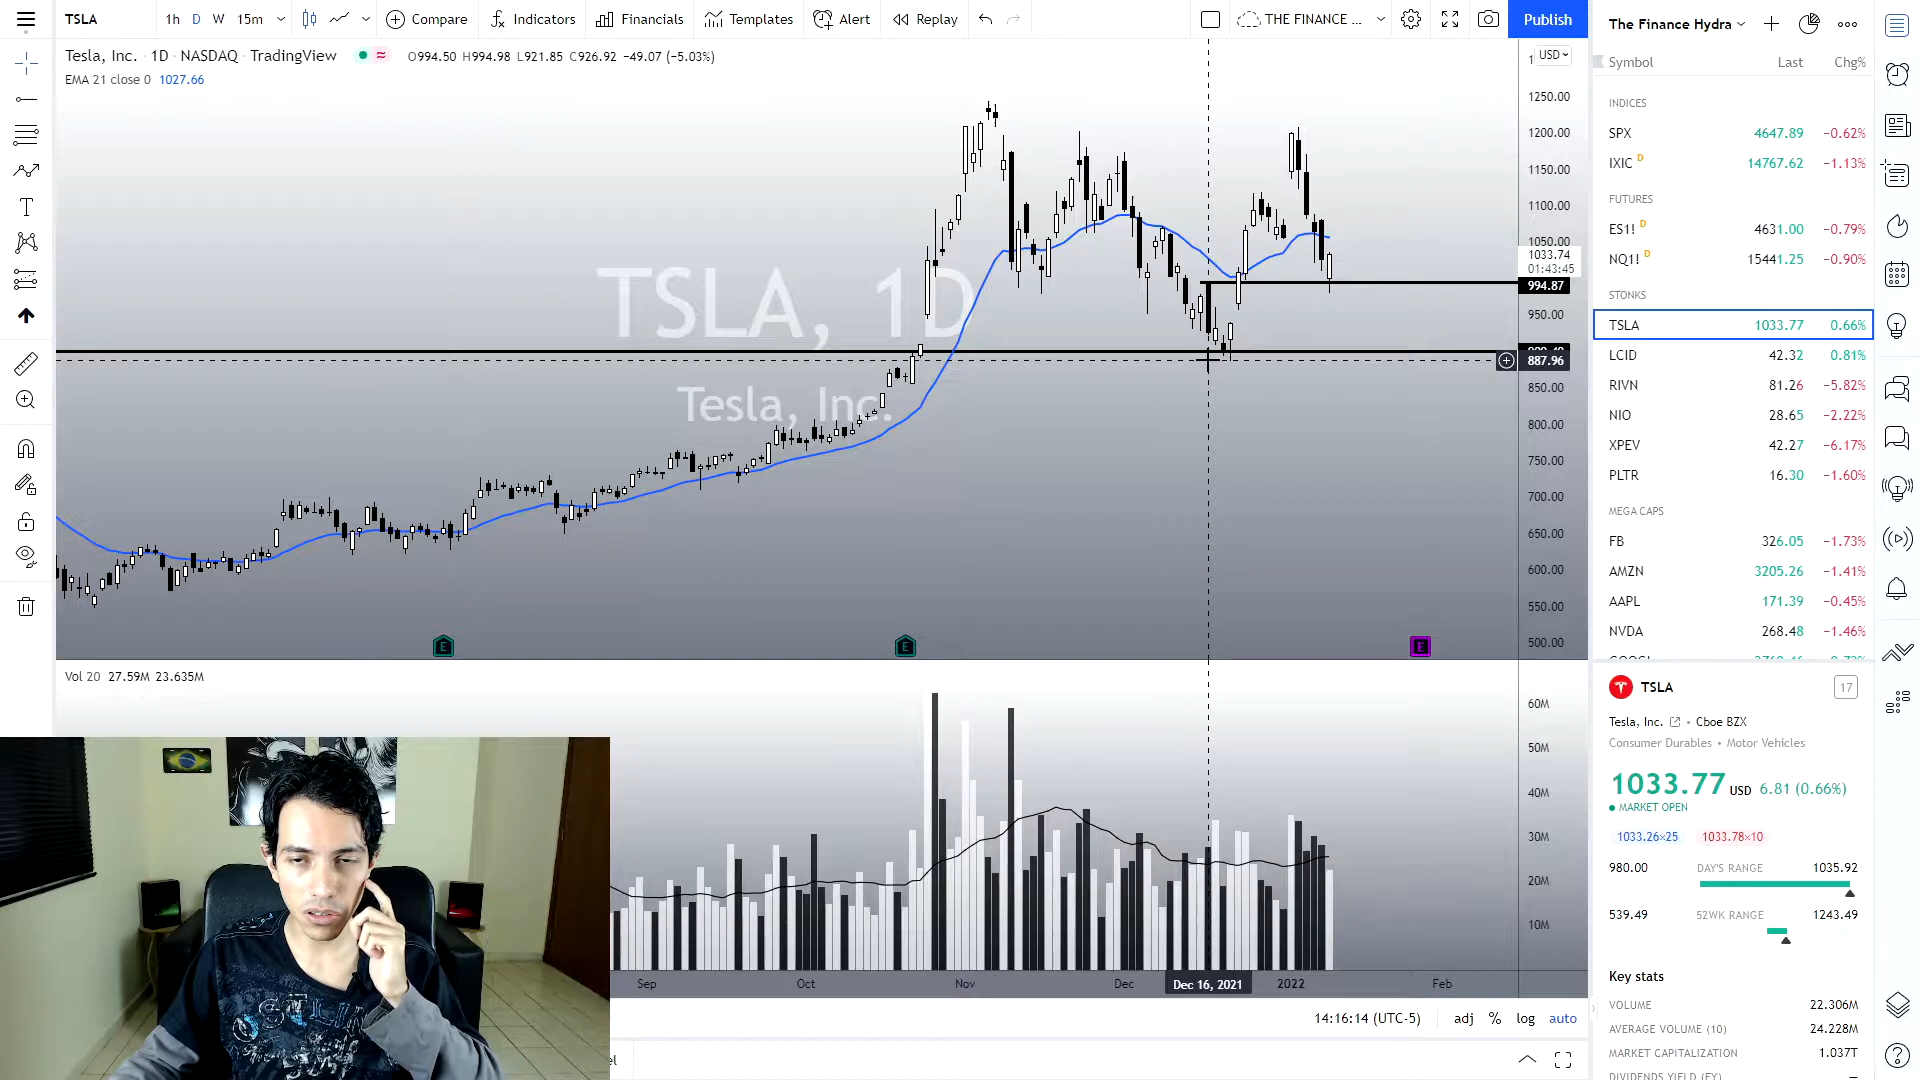 TSLA 1h D W 15m Compare Indicators Financials Templates Alert Replay THE FINANCE ... Publish
Tesla, Inc. · 1D · NASDAQ · TradingView O994.50 H994.98 L921.85 C926.92 −49.07 (−5.03%)
EMA 21 close 0 1027.66
USD
1250.00
1200.00
1150.00
1100.00
1050.00
1033.74
01:43:45
994.87
950.00
887.96
850.00
800.00
750.00
700.00
650.00
600.00
550.00
500.00
TSLA, 1D
Tesla, Inc.
E E E
Vol 20 27.59M 23.635M
60M
50M
40M
30M
20M
10M
Sep Oct Nov Dec Dec 16, 2021 2022 Feb
14:16:14 (UTC-5) adj % log auto
The Finance Hydra
Symbol Last Chg%
INDICES
SPX 4647.89 −0.62%
IXIC D 14767.62 −1.13%
FUTURES
ES1! D 4631.00 −0.79%
NQ1! D 15441.25 −0.90%
STONKS
TSLA 1033.77 0.66%
LCID 42.32 0.81%
RIVN 81.26 −5.82%
NIO 28.65 −2.22%
XPEV 42.27 −6.17%
PLTR 16.30 −1.60%
MEGA CAPS
FB 326.05 −1.73%
AMZN 3205.26 −1.41%
AAPL 171.39 −0.45%
NVDA 268.48 −1.46%
TSLA 17
Tesla, Inc. • Cboe BZX
Consumer Durables • Motor Vehicles
1033.77 USD 6.81 (0.66%)
MARKET OPEN
1033.26×25 1033.78×10
980.00 DAY'S RANGE 1035.92
539.49 52WK RANGE 1243.49
Key stats
VOLUME 22.306M
AVERAGE VOLUME (10) 24.228M
MARKET CAPITALIZATION 1.037T
DIVIDENDS YIELD (FY) —